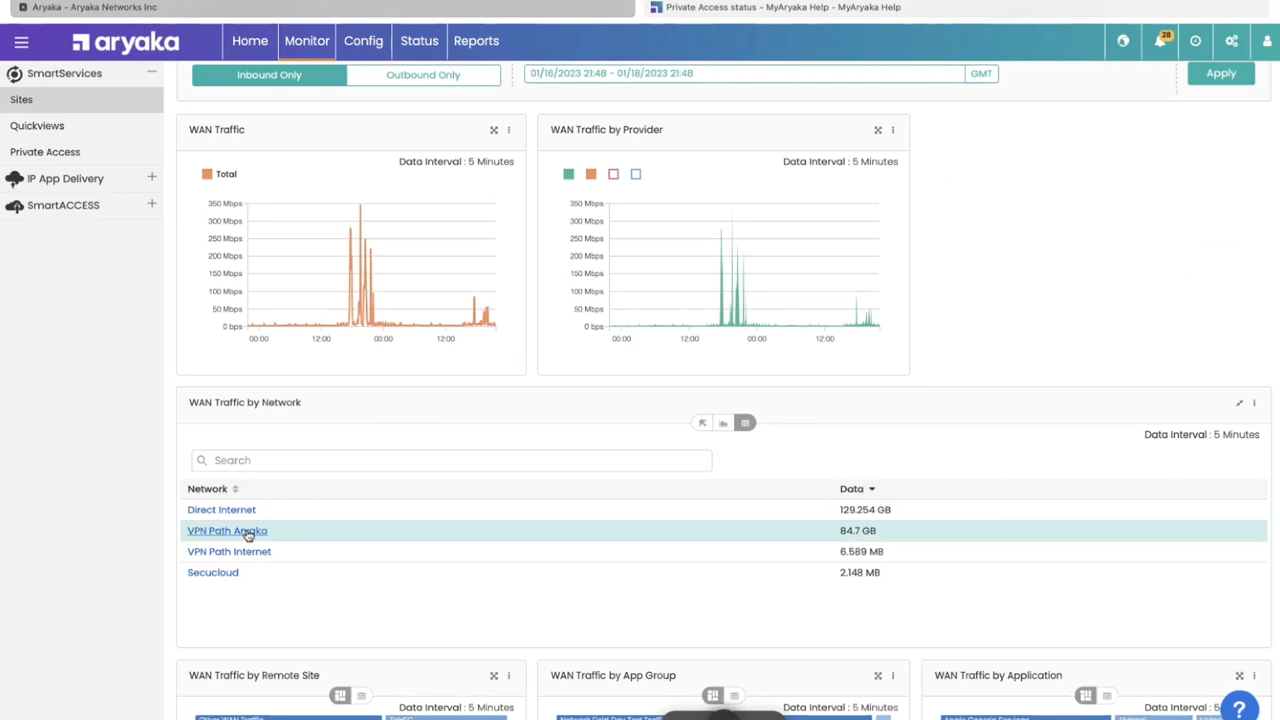 Aryaka - Aryaka Networks Inc
Private Access status - MyAryaka Help - MyAryaka Help
aryaka
Home
Monitor
Config
Status
Reports
28
SmartServices
Sites
Quickviews
Private Access
IP App Delivery
SmartACCESS
Inbound Only
Outbound Only
01/16/2023 21:48 - 01/18/2023 21:48
GMT
Apply
WAN Traffic
Data Interval : 5 Minutes
Total
350 Mbps
300 Mbps
250 Mbps
200 Mbps
150 Mbps
100 Mbps
50 Mbps
0 bps
00:00
12:00
00:00
12:00
WAN Traffic by Provider
Data Interval : 5 Minutes
350 Mbps
300 Mbps
250 Mbps
200 Mbps
150 Mbps
100 Mbps
50 Mbps
0 bps
00:00
12:00
00:00
12:00
WAN Traffic by Network
Data Interval : 5 Minutes
Search
Network Data
Direct Internet 129.254 GB
VPN Path Aryaka 84.7 GB
VPN Path Internet 6.589 MB
Secucloud 2.148 MB
WAN Traffic by Remote Site
Data Interval : 5 Minutes
Other WAN Traffic
WAN Traffic by App Group
Data Interval : 5 Minutes
WAN Traffic by Application
Data Interval : 5 Minutes
?